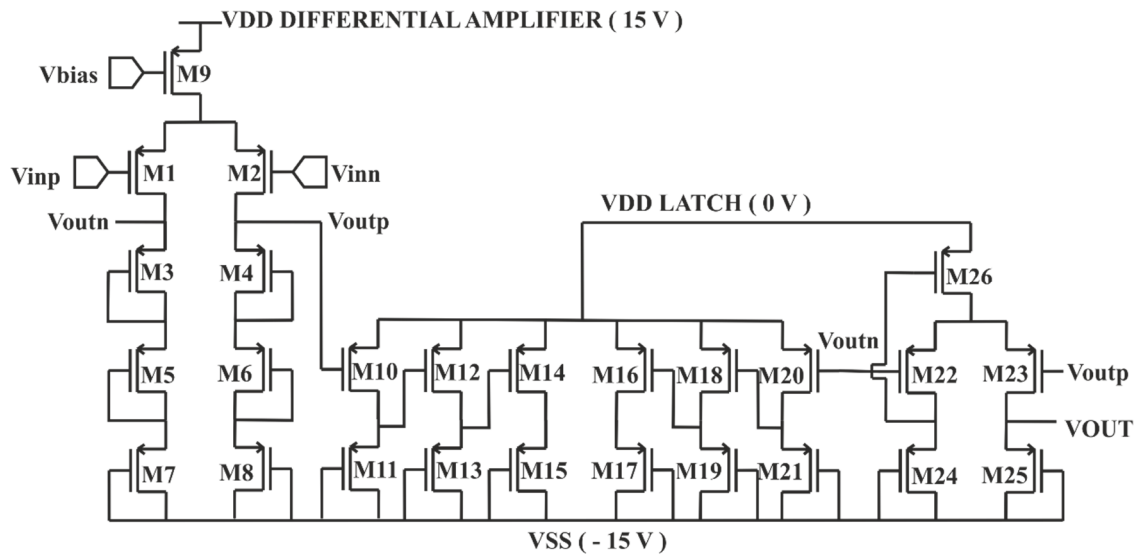 VDD DIFFERENTIAL AMPLIFIER ( 15 V )
Vbias
M9
Vinp
M1
M2
Vinn
Voutn
Voutp
VDD LATCH ( 0 V )
M3
M4
M26
M5
M6
M10
M12
M14
M16
M18
M20
Voutn
M22
M23
Voutp
VOUT
M7
M8
M11
M13
M15
M17
M19
M21
M24
M25
VSS ( - 15 V )